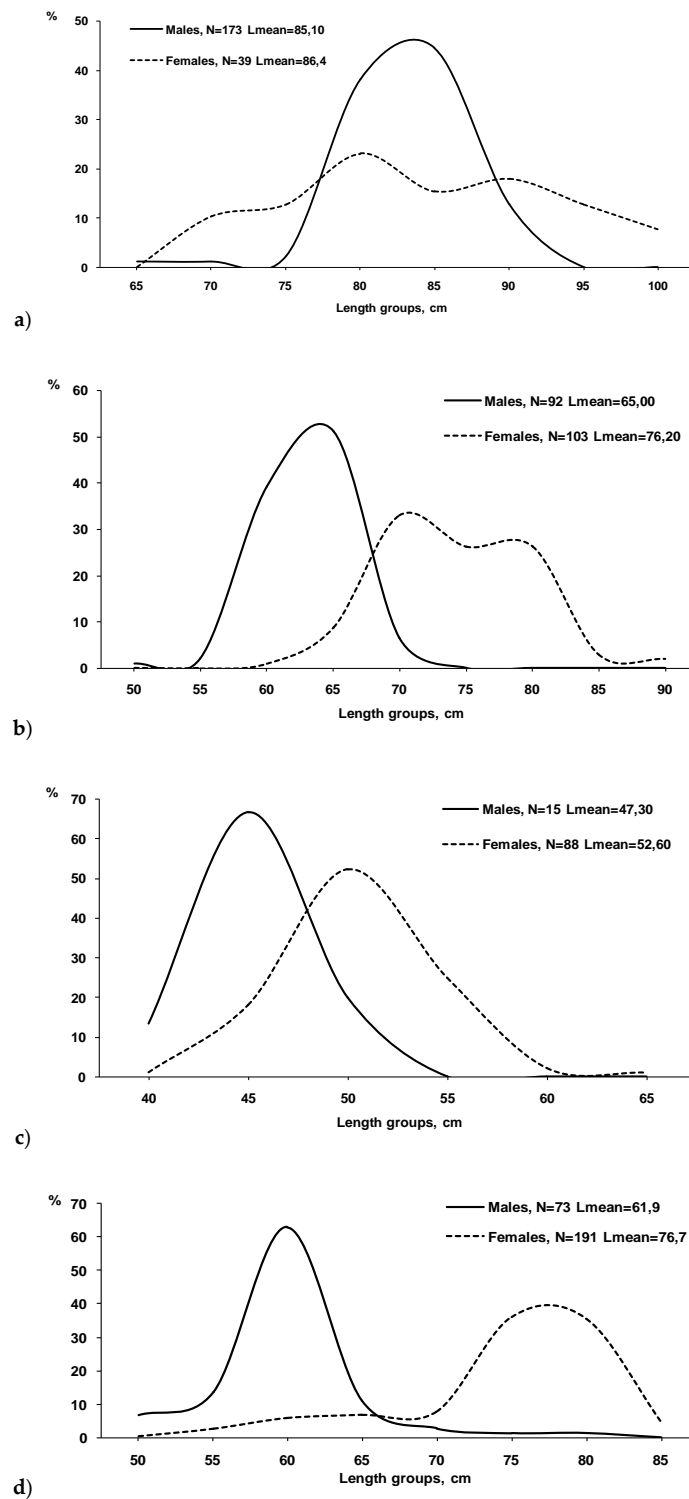 %
50
Males, N=173 Lmean=85,10
Females, N=39 Lmean=86,4
40
30
20
10
0
65 70 75 80 85 90 95 100
Length groups, cm
a)
%
60
Males, N=92 Lmean=65,00
50
Females, N=103 Lmean=76,20
40
30
20
10
0
50 55 60 65 70 75 80 85 90
Length groups, cm
b)
%
70
Males, N=15 Lmean=47,30
60
Females, N=88 Lmean=52,60
50
40
30
20
10
0
40 45 50 55 60 65
Length groups, cm
c)
%
70
Males, N=73 Lmean=61,9
60
Females, N=191 Lmean=76,7
50
40
30
20
10
0
50 55 60 65 70 75 80 85
Length groups, cm
d)